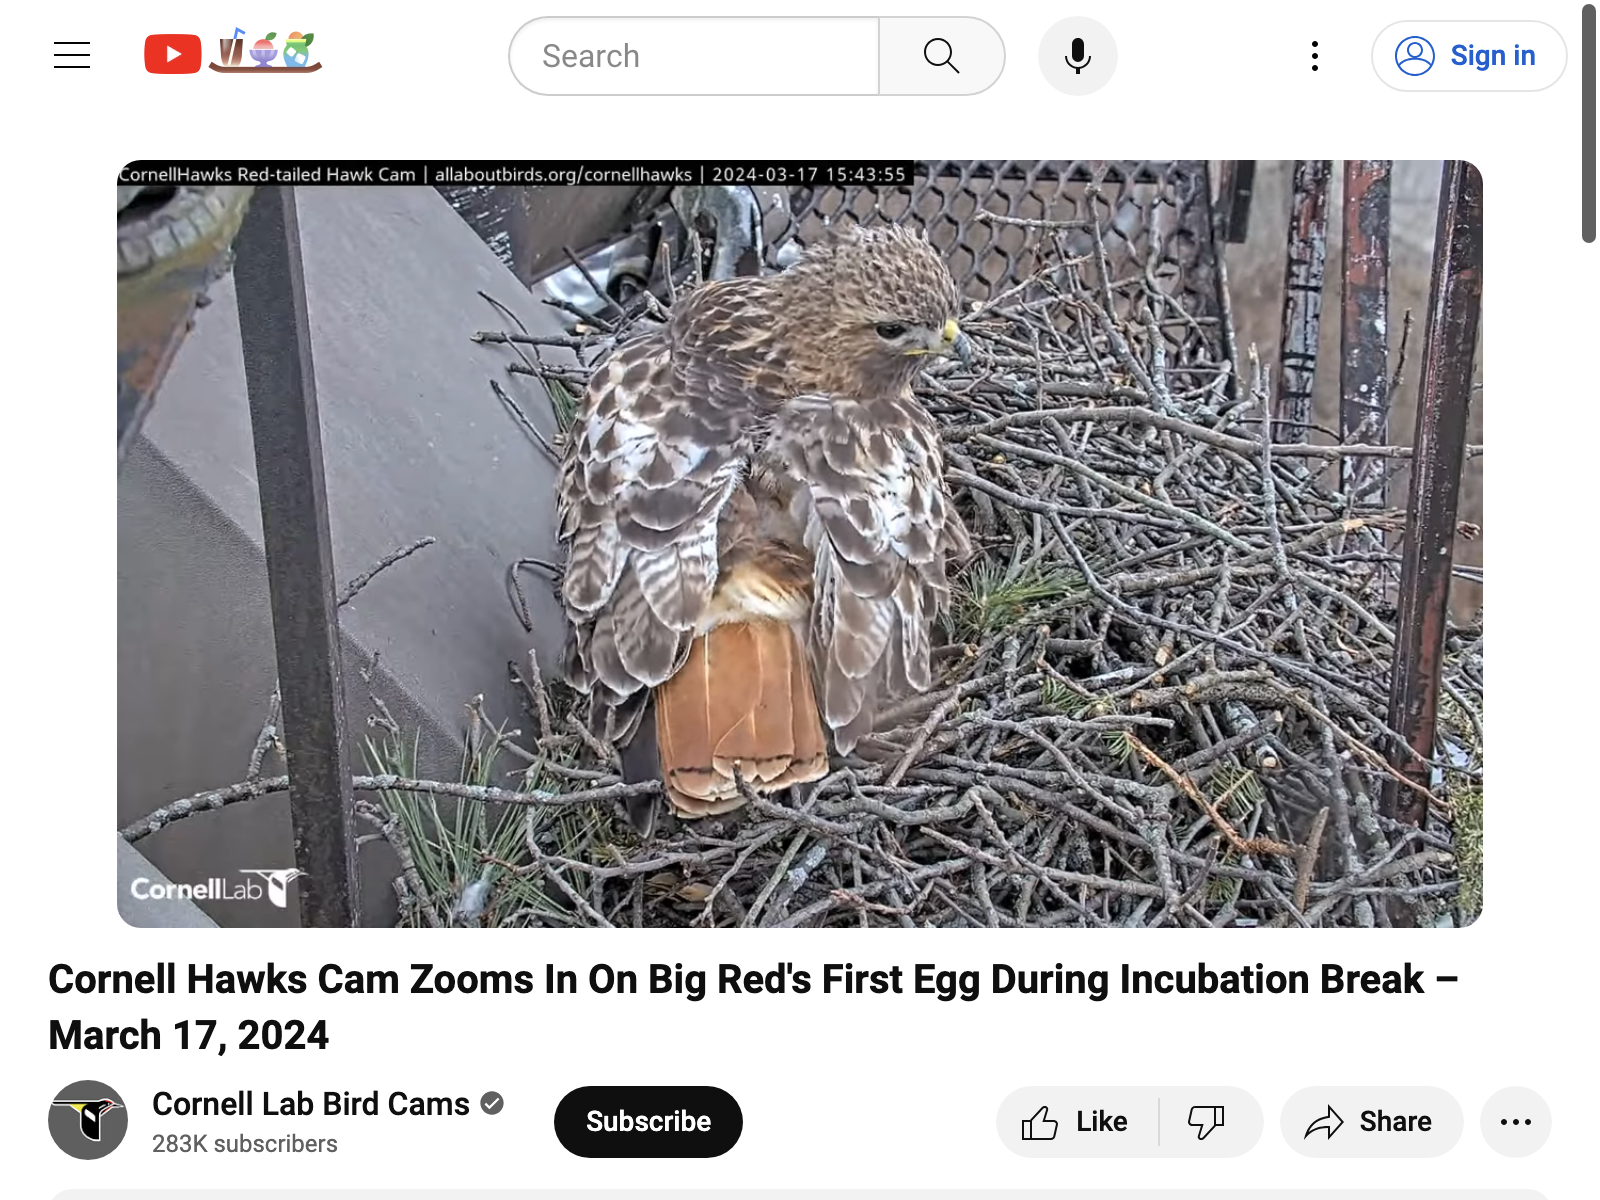 Search
Sign in
CornellHawks Red-tailed Hawk Cam | allaboutbirds.org/cornellhawks | 2024-03-17 15:43:55
CornellLab
Cornell Hawks Cam Zooms In On Big Red's First Egg During Incubation Break –
March 17, 2024
Cornell Lab Bird Cams
283K subscribers
Subscribe
Like
Share